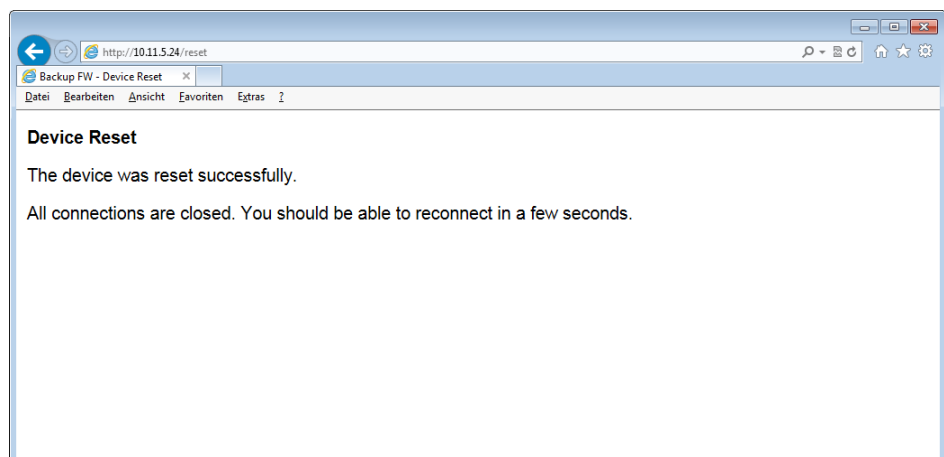 http://10.11.5.24/reset
Backup FW - Device Reset
Datei Bearbeiten Ansicht Favoriten Extras ?
Device Reset
The device was reset successfully.
All connections are closed. You should be able to reconnect in a few seconds.